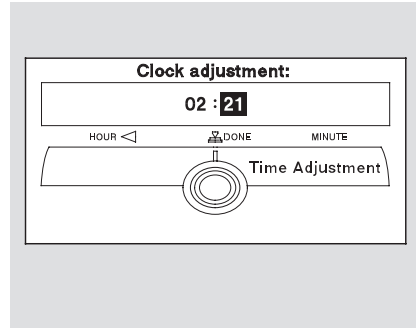 Clock adjustment:
02 : 21
HOUR DONE MINUTE
Time Adjustment